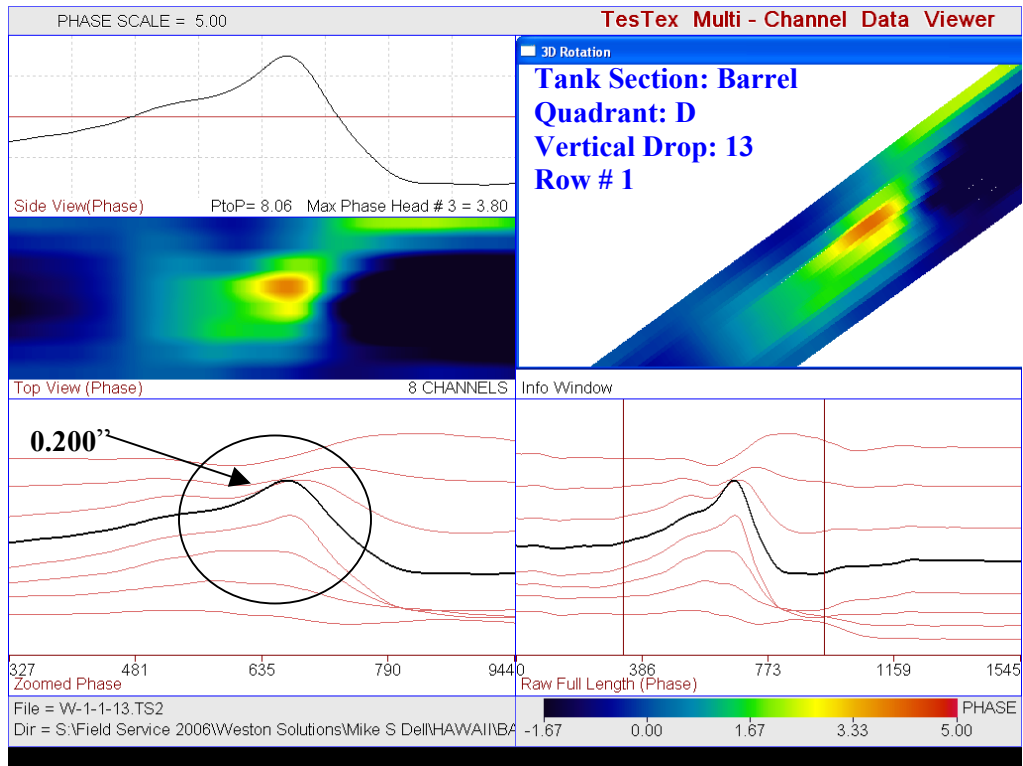 PHASE SCALE = 5.00
TesTex Multi - Channel Data Viewer
3D Rotation
Tank Section: Barrel
Quadrant: D
Vertical Drop: 13
Row # 1
Side View(Phase) PtoP= 8.06 Max Phase Head # 3 = 3.80
Top View (Phase) 8 CHANNELS
Info Window
0.200”
327 481 635 790 944
Zoomed Phase
0 386 773 1159 1545
Raw Full Length (Phase)
File = W-1-1-13.TS2
Dir = S:\Field Service 2006\Weston Solutions\Mike S Dell\HAWAII\BA
PHASE
-1.67 0.00 1.67 3.33 5.00